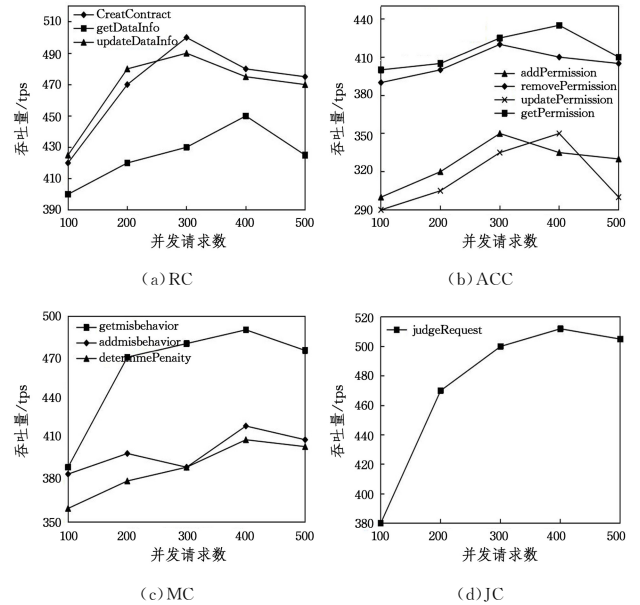 510
490
470
450
430
410
390
吞吐量/tps
CreatContract
getDataInfo
updateDataInfo
100 200 300 400 500
并发请求数
(a)RC
440
410
380
350
320
290
吞吐量/tps
addPermission
removePermission
updatePermission
getPermission
100 200 300 400 500
并发请求数
(b)ACC
500
470
440
410
380
350
吞吐量/tps
getmisbehavior
addmisbehavior
100 200 300 400 500
并发请求数
(c)MC
520
500
480
460
440
420
400
380
吞吐量/tps
judgeRequest
100 200 300 400 500
并发请求数
(d)JC